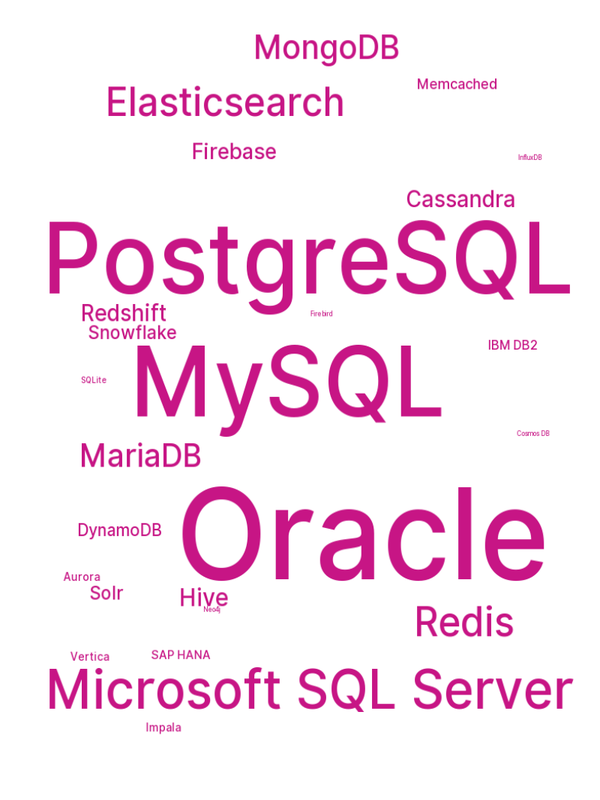 MongoDB
Memcached
Elasticsearch
Firebase
InfluxDB
Cassandra
PostgreSQL
Redshift
Firebird
Snowflake
IBM DB2
MySQL
SQLite
Cosmos DB
MariaDB
Oracle
DynamoDB
Aurora
Solr
Hive
Neo4j
Redis
SAP HANA
Vertica
Microsoft SQL Server
Impala